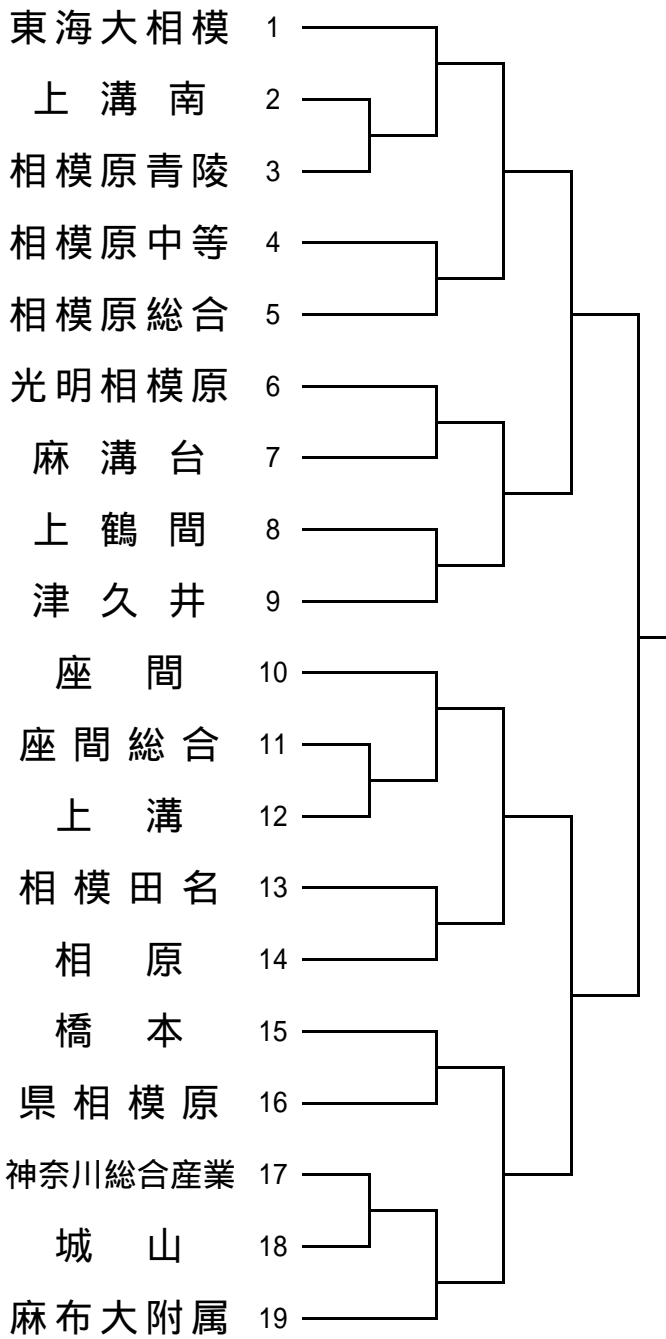 東海大相模 1
上溝南 2
相模原青陵 3
相模原中等 4
相模原総合 5
光明相模原 6
麻溝台 7
上鶴間 8
津久井 9
座間 10
座間総合 11
上溝 12
相模田名 13
相原 14
橋本 15
県相模原 16
神奈川総合産業 17
城山 18
麻布大附属 19